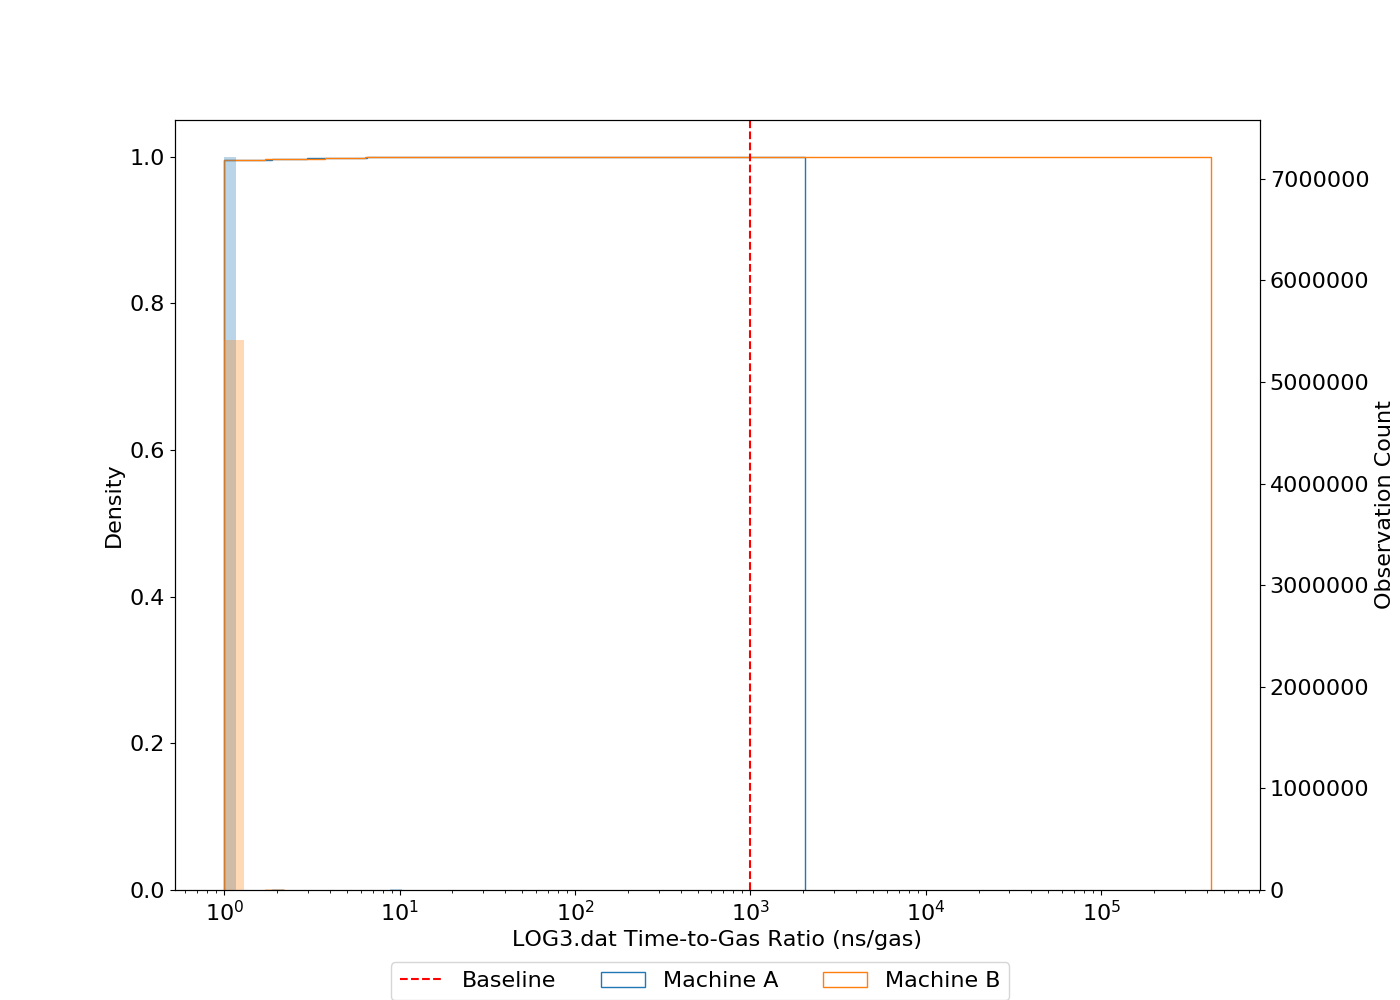 1.0
0.8
0.6
0.4
0.2
0.0
Density
7000000
6000000
5000000
4000000
3000000
2000000
1000000
0
Observation Count
10⁰ 10¹ 10² 10³ 10⁴ 10⁵
LOG3.dat Time-to-Gas Ratio (ns/gas)
Baseline Machine A Machine B